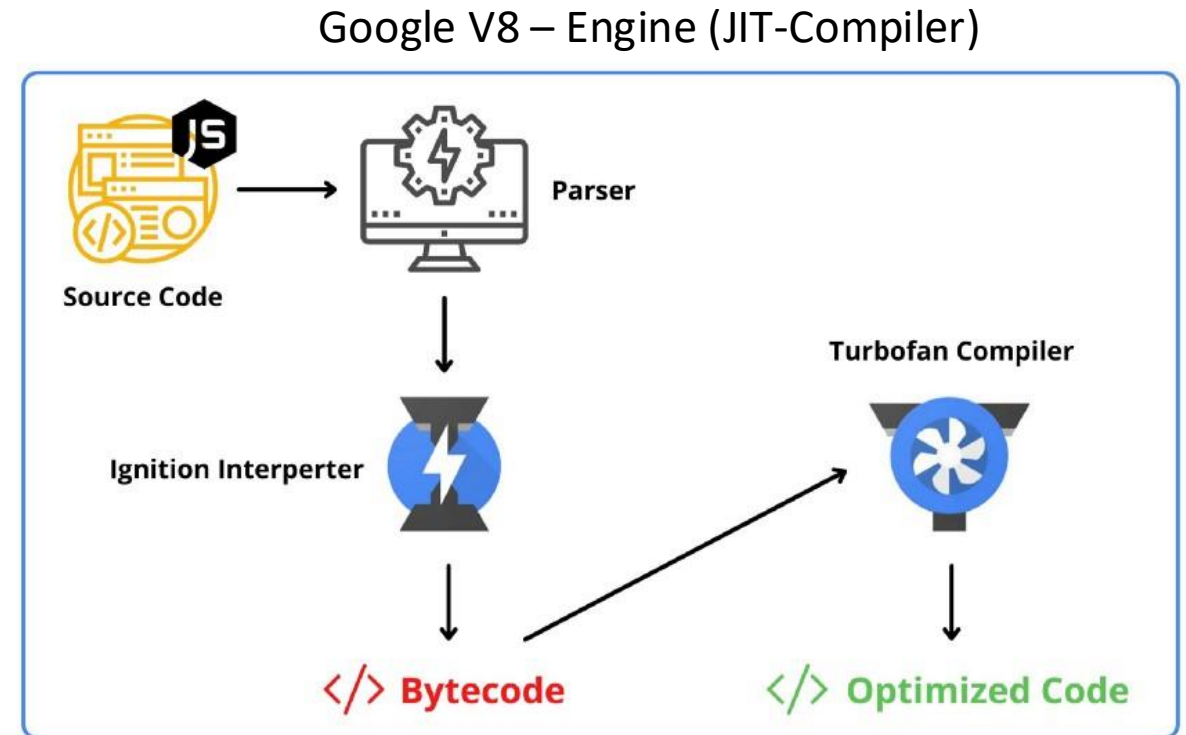 Google V8 – Engine (JIT-Compiler)
JS
</>
Source Code
Parser
Turbofan Compiler
Ignition Interperter
</> Bytecode
</> Optimized Code